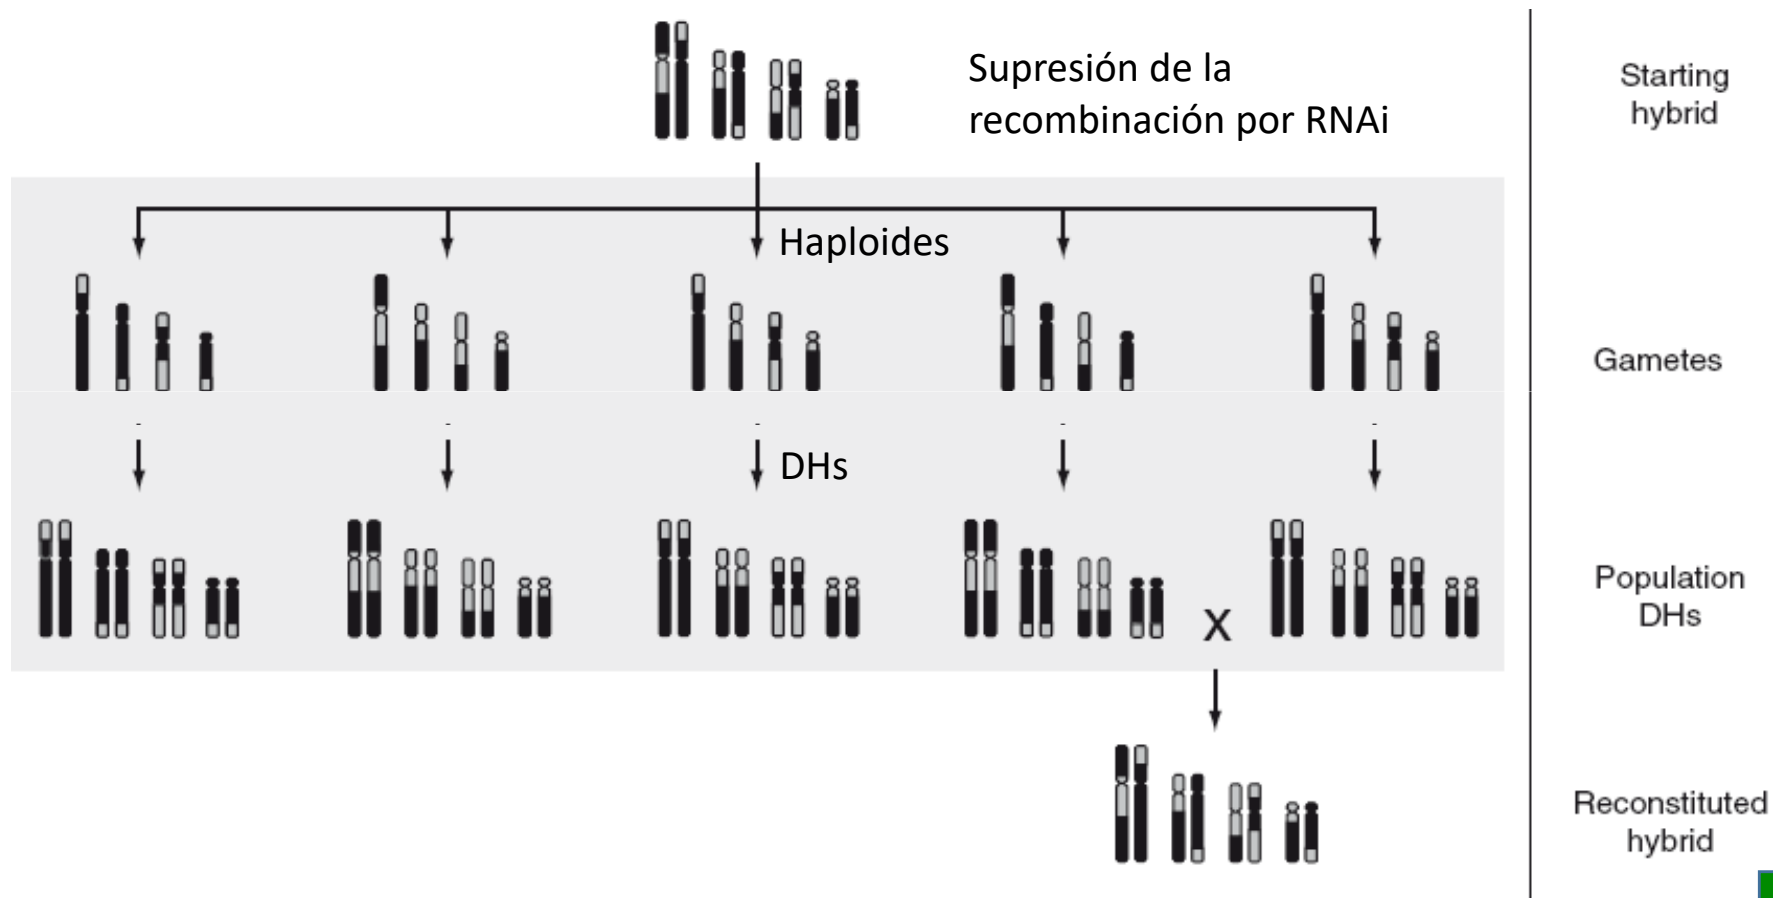 Supresión de la
recombinación por RNAi
Starting
hybrid
Haploides
Gametes
DHs
Population
DHs
X
Reconstituted
hybrid